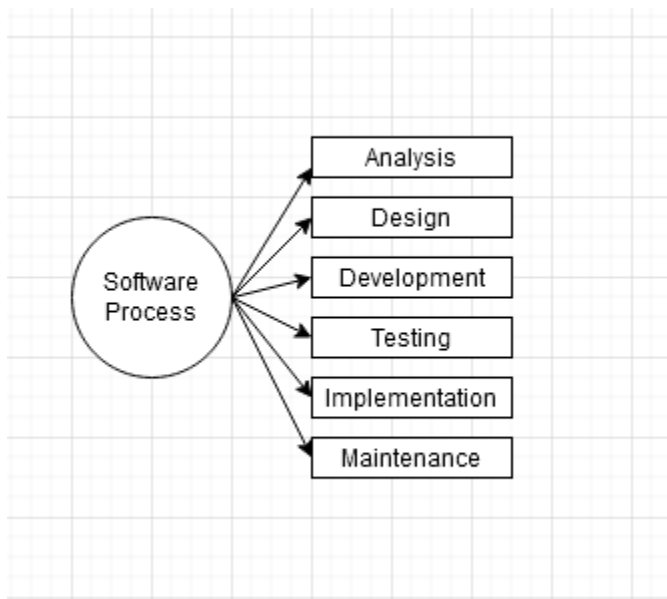 Software
Process
Analysis
Design
Development
Testing
Implementation
Maintenance